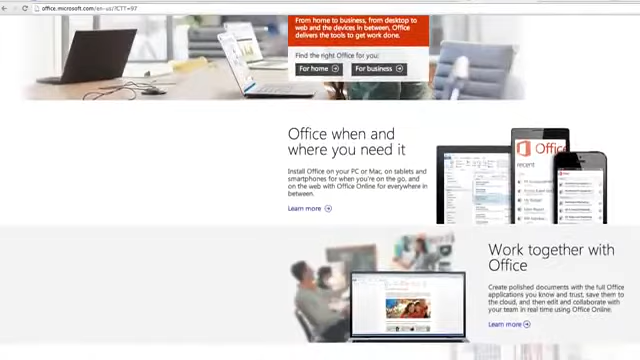 office.microsoft.com/en-us/?CTT=97
From home to business, from desktop to
web and the devices in between, Office
delivers the tools to get work done.
Find the right Office for you:
For home
For business
Office when and
where you need it
Install Office on your PC or Mac, on tablets and
smartphones for when you're on the go, and
on the web with Office Online for everywhere in
between.
Learn more
Office
recent
Work together with
Office
Create polished documents with the full Office
applications you know and trust, save them to
the cloud, and then edit and collaborate with
your team in real time using Office Online.
Learn more